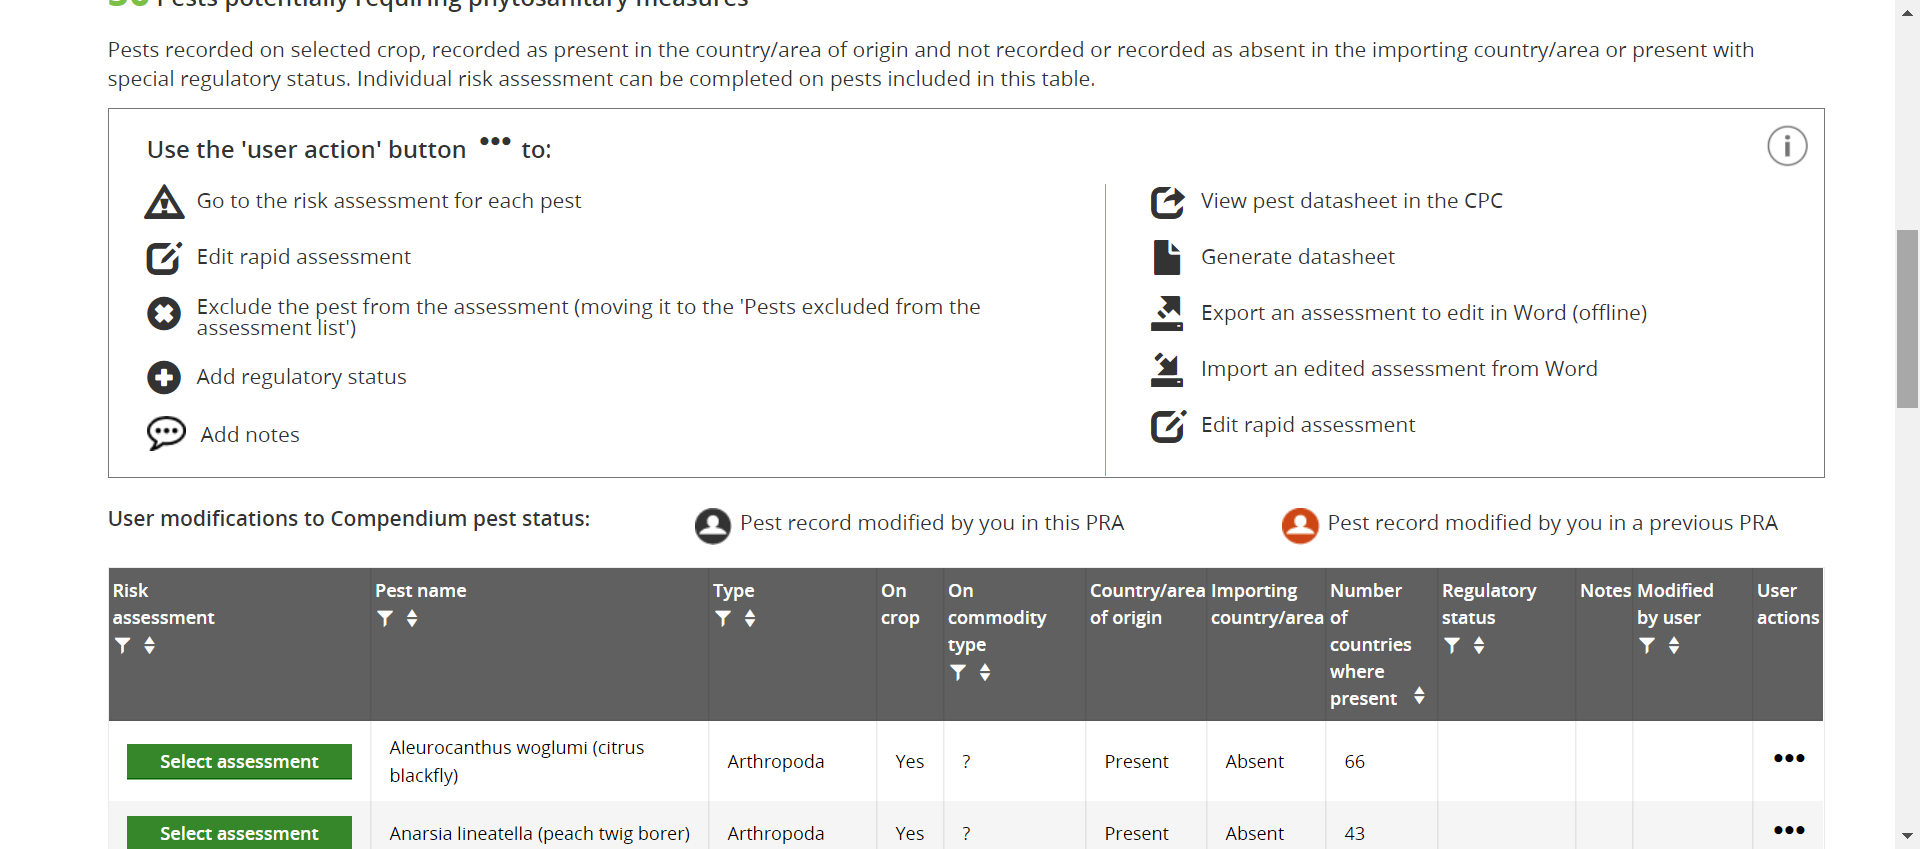 Pests potentially requiring phytosanitary measures
Pests recorded on selected crop, recorded as present in the country/area of origin and not recorded or recorded as absent in the importing country/area or present with
special regulatory status. Individual risk assessment can be completed on pests included in this table.
Use the 'user action' button ••• to:
Go to the risk assessment for each pest
Edit rapid assessment
Exclude the pest from the assessment (moving it to the 'Pests excluded from the
assessment list')
Add regulatory status
Add notes
View pest datasheet in the CPC
Generate datasheet
Export an assessment to edit in Word (offline)
Import an edited assessment from Word
Edit rapid assessment
User modifications to Compendium pest status:
Pest record modified by you in this PRA
Pest record modified by you in a previous PRA
Risk
assessment
Pest name
Type
On
crop
On
commodity
type
Country/area
of origin
Importing
country/area
Number
of
countries
where
present
Regulatory
status
Notes
Modified
by user
User
actions
Select assessment
Aleurocanthus woglumi (citrus
blackfly)
Arthropoda
Yes
?
Present
Absent
66
•••
Select assessment
Anarsia lineatella (peach twig borer)
Arthropoda
Yes
?
Present
Absent
43
•••